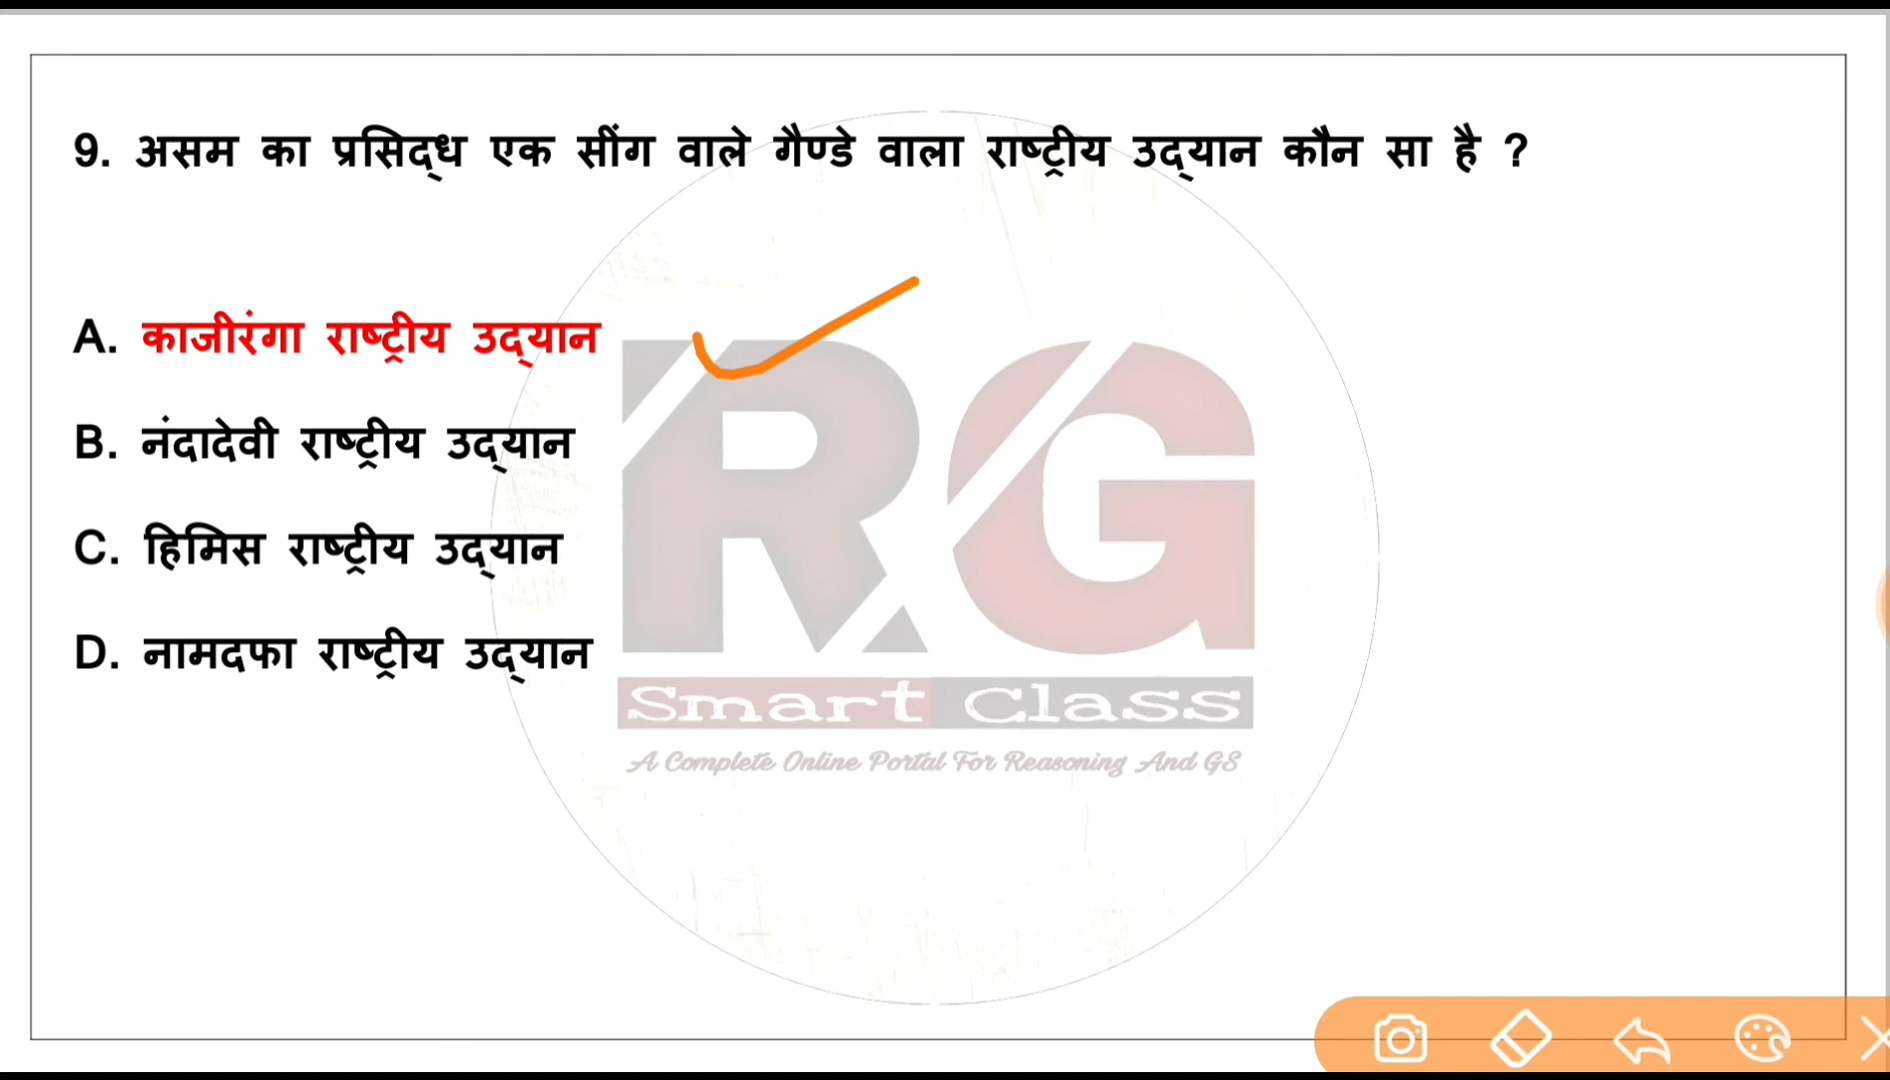 9. असम का प्रसिद्ध एक सींग वाले गैण्डे वाला राष्ट्रीय उद्यान कौन सा है ?
A. काजीरंगा राष्ट्रीय उद्यान
B. नंदादेवी राष्ट्रीय उद्यान
C. हिमिस राष्ट्रीय उद्यान
D. नामदफा राष्ट्रीय उद्यान
RG
Smart Class
A Complete Online Portal For Reasoning And GS